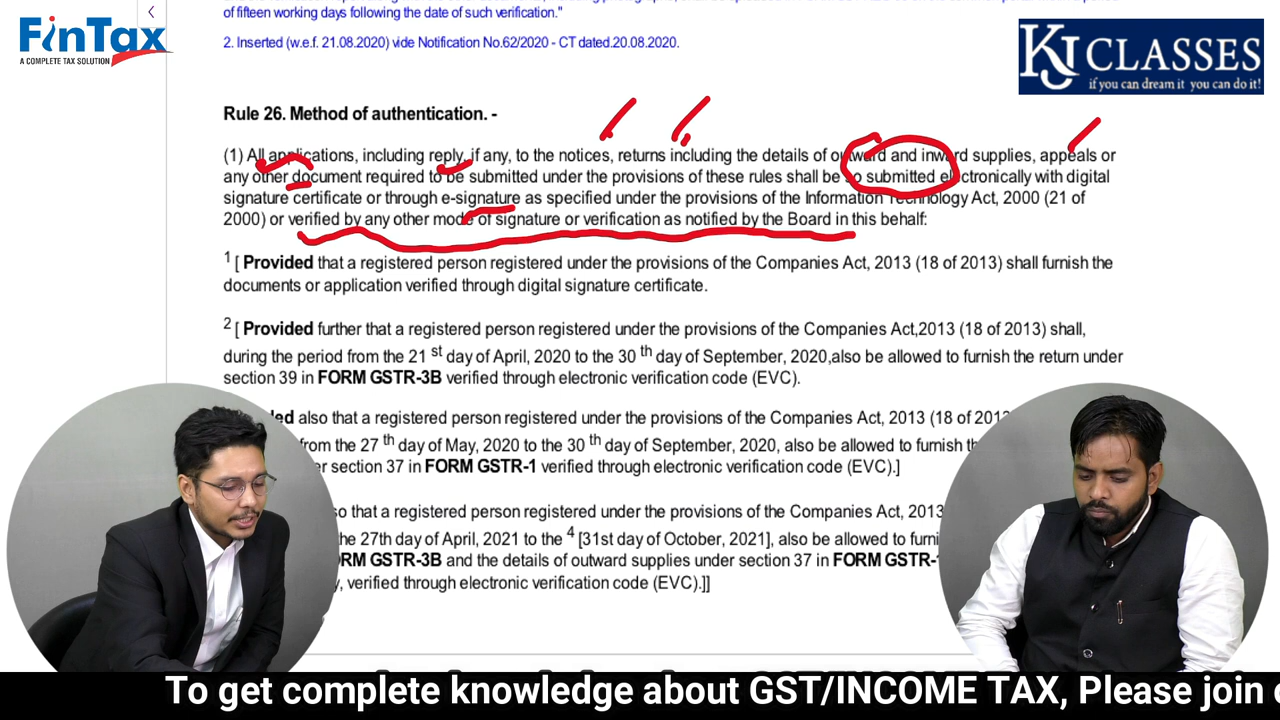 of fifteen working days following the date of such verification."
FinTax
A COMPLETE TAX SOLUTION
2. Inserted (w.e.f. 21.08.2020) vide Notification No.62/2020 - CT dated.20.08.2020.
KJ CLASSES
if you can dream it you can do it!
Rule 26. Method of authentication. -
(1) All applications, including reply, if any, to the notices, returns including the details of outward and inward supplies, appeals or
any other document required to be submitted under the provisions of these rules shall be so submitted electronically with digital
signature certificate or through e-signature as specified under the provisions of the Information Technology Act, 2000 (21 of
2000) or verified by any other mode of signature or verification as notified by the Board in this behalf:
1 [ Provided that a registered person registered under the provisions of the Companies Act, 2013 (18 of 2013) shall furnish the
documents or application verified through digital signature certificate.
2 [ Provided further that a registered person registered under the provisions of the Companies Act,2013 (18 of 2013) shall,
during the period from the 21 st day of April, 2020 to the 30 th day of September, 2020,also be allowed to furnish the return under
section 39 in FORM GSTR-3B verified through electronic verification code (EVC).
also that a registered person registered under the provisions of the Companies Act, 2013 (18 of
from the 27 th day of May, 2020 to the 30 th day of September, 2020, also be allowed to furnish
section 37 in FORM GSTR-1 verified through electronic verification code (EVC).]
that a registered person registered under the provisions of the Companies Act, 2013
the 27th day of April, 2021 to the 4 [31st day of October, 2021], also be allowed to
GSTR-3B and the details of outward supplies under section 37 in FORM
verified through electronic verification code (EVC).]]
To get complete knowledge about GST/INCOME TAX, Please join